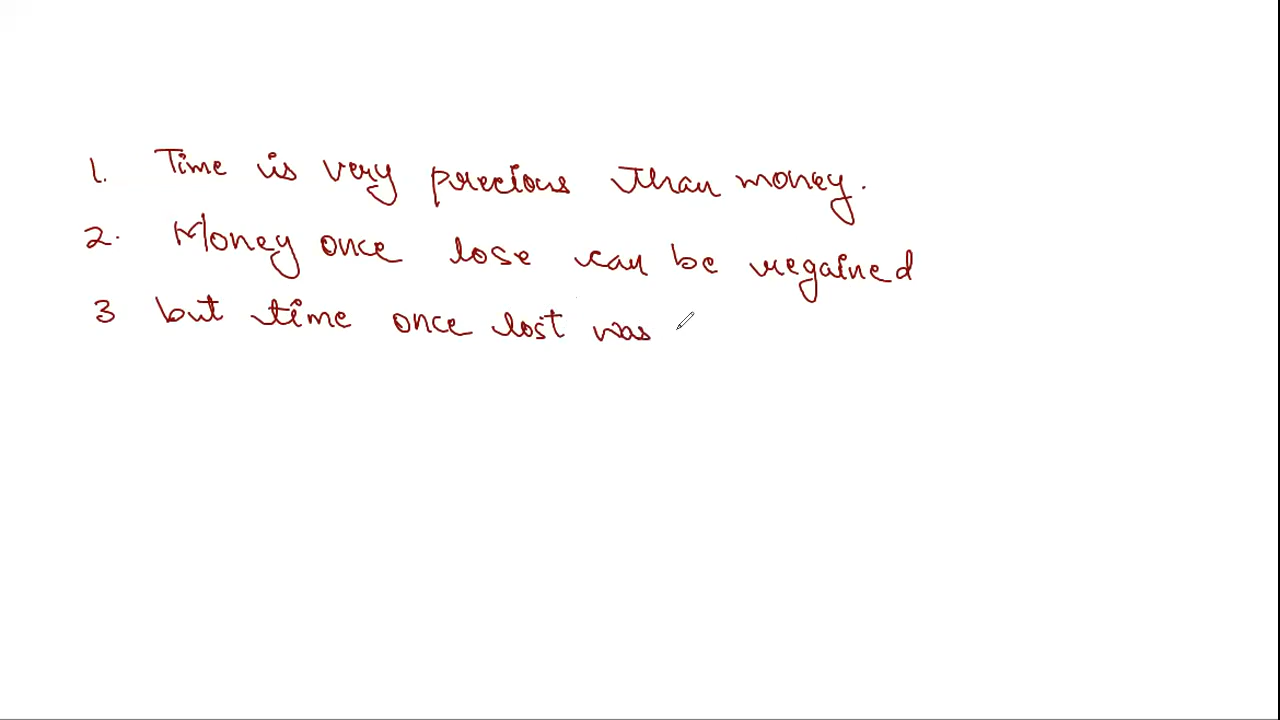 1. Time is very precious than money.
2. Money once lose can be regained
3 but time once lost was